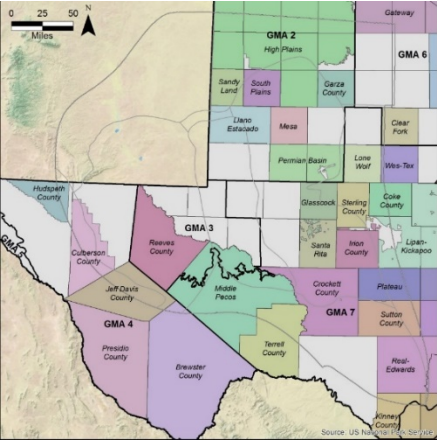 0 25 50
Miles
N
Gateway
GMA 2
High Plains
GMA 6
Sandy
Land
South
Plains
Garza
County
Llano
Estacado
Mesa
Clear
Fork
Permian Basin
Lone
Wolf
Wes-Tex
Hudspeth
County
Glasscock
Sterling
County
Coke
County
Culberson
County
Reeves
County
GMA 3
Santa
Rita
Irion
County
Lipan-
Kickapoo
GMA 5
Jeff Davis
County
Middle
Pecos
Crockett
County
Plateau
GMA 4
GMA 7
Sutton
County
Presidio
County
Terrell
County
Brewster
County
Real-
Edwards
Kinney
County
Source: US National Park Service